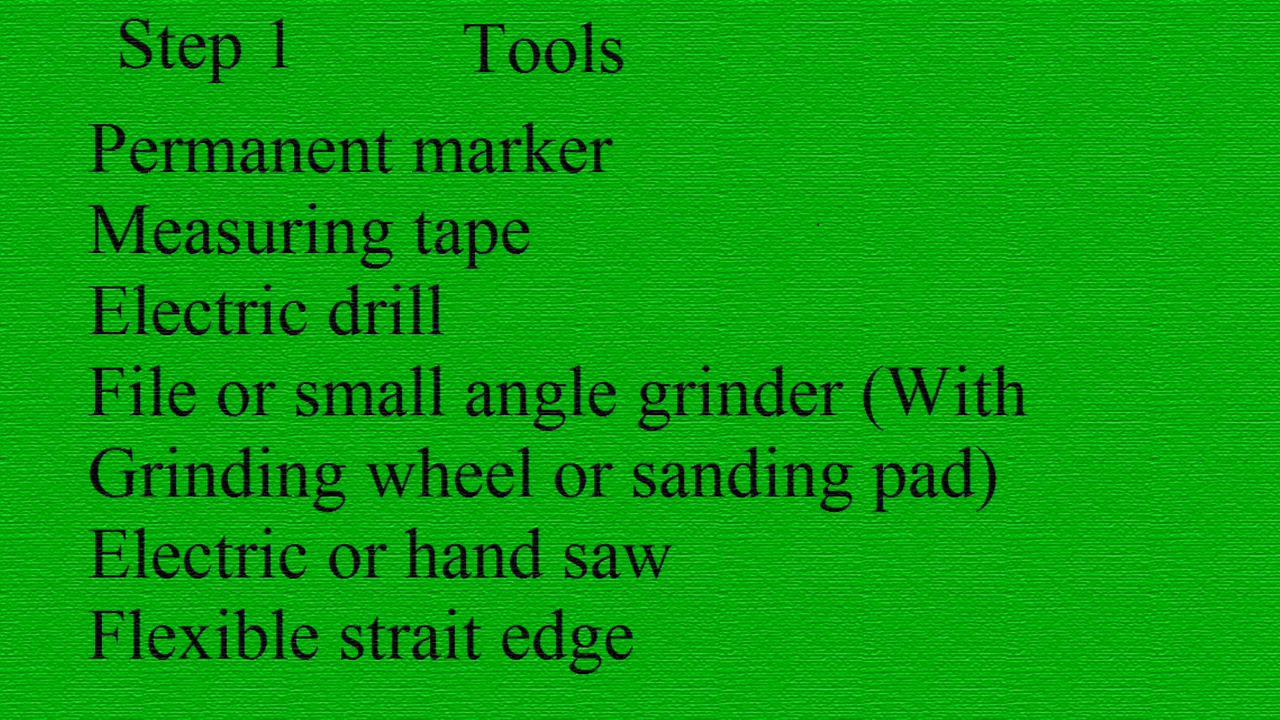 Step 1 Tools
Permanent marker
Measuring tape
Electric drill
File or small angle grinder (With
Grinding wheel or sanding pad)
Electric or hand saw
Flexible strait edge